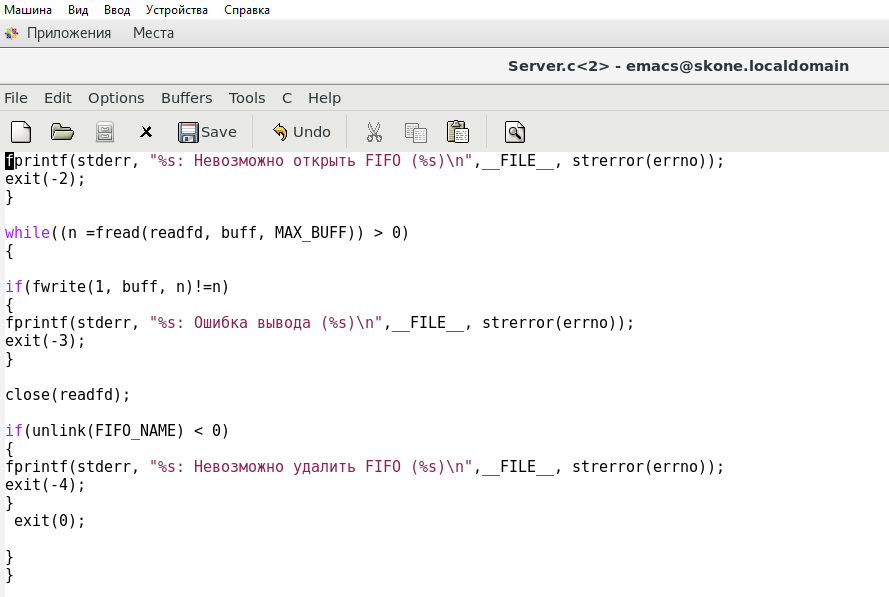 Машина Вид Ввод Устройства Справка
Приложения Места
Server.c<2> - emacs@skone.localdomain
File Edit Options Buffers Tools C Help
Save Undo
fprintf(stderr, "%s: Невозможно открыть FIFO (%s)\n",__FILE__, strerror(errno));
exit(-2);
}
while((n =fread(readfd, buff, MAX_BUFF)) > 0)
{
if(fwrite(1, buff, n)!=n)
{
fprintf(stderr, "%s: Ошибка вывода (%s)\n",__FILE__, strerror(errno));
exit(-3);
}
close(readfd);
if(unlink(FIFO_NAME) < 0)
{
fprintf(stderr, "%s: Невозможно удалить FIFO (%s)\n",__FILE__, strerror(errno));
exit(-4);
}
exit(0);
}
}